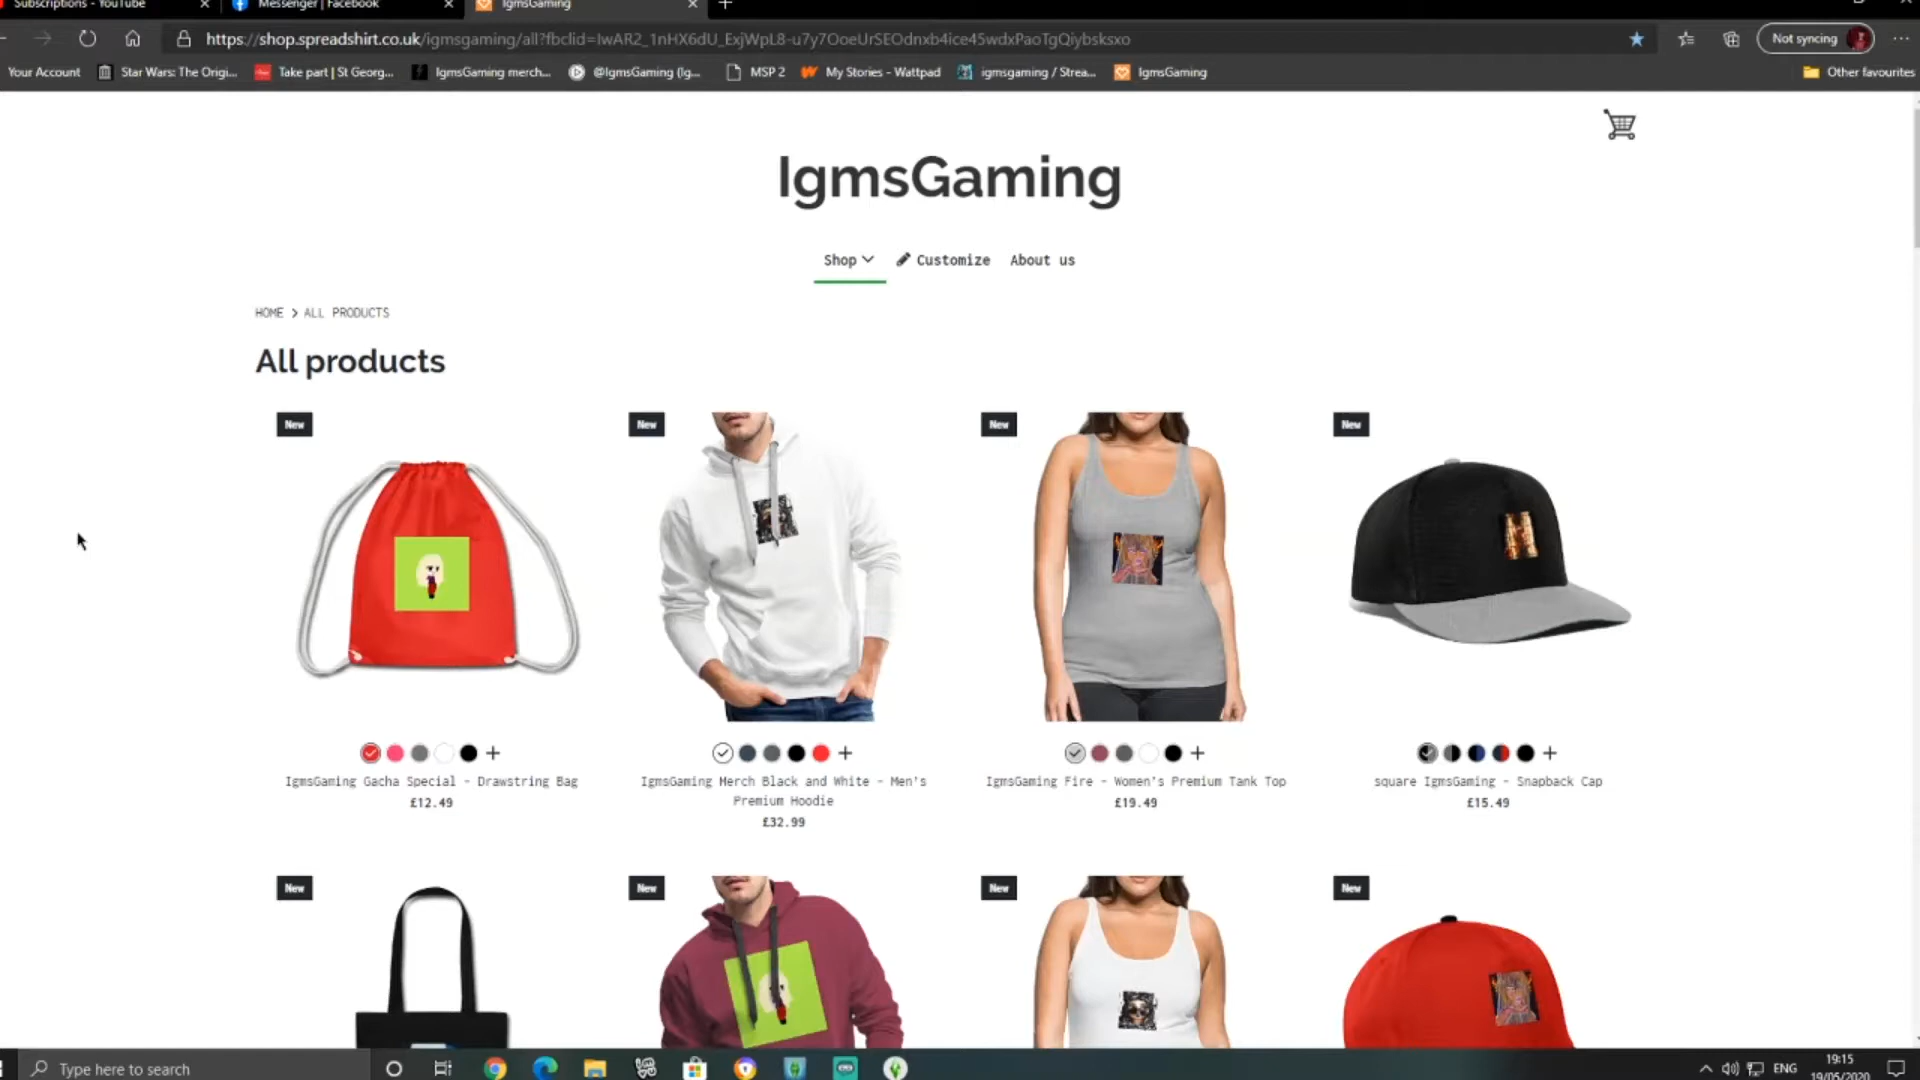 Subscriptions - YouTube
Messenger | Facebook
IgmsGaming
https://shop.spreadshirt.co.uk/igmsgaming/all?fbclid=IwAR2_1nHX6dU_ExjWpL8-u7y7OoeUrSEOdnxb4ice45wdxPaoTgQiybsksxo
Not syncing
Your Account
Star Wars: The Origi...
Take part | St Georg...
IgmsGaming merch...
@IgmsGaming (Ig...
MSP 2
My Stories - Wattpad
igmsgaming / Strea...
IgmsGaming
Other favourites
IgmsGaming
Shop
Customize
About us
HOME > ALL PRODUCTS
All products
New
New
New
New
IgmsGaming Gacha Special - Drawstring Bag
£12.49
IgmsGaming Merch Black and White - Men's
Premium Hoodie
£32.99
IgmsGaming Fire - Women's Premium Tank Top
£19.49
square IgmsGaming - Snapback Cap
£15.49
New
New
New
New
Type here to search
ENG
19:15
19/05/2020